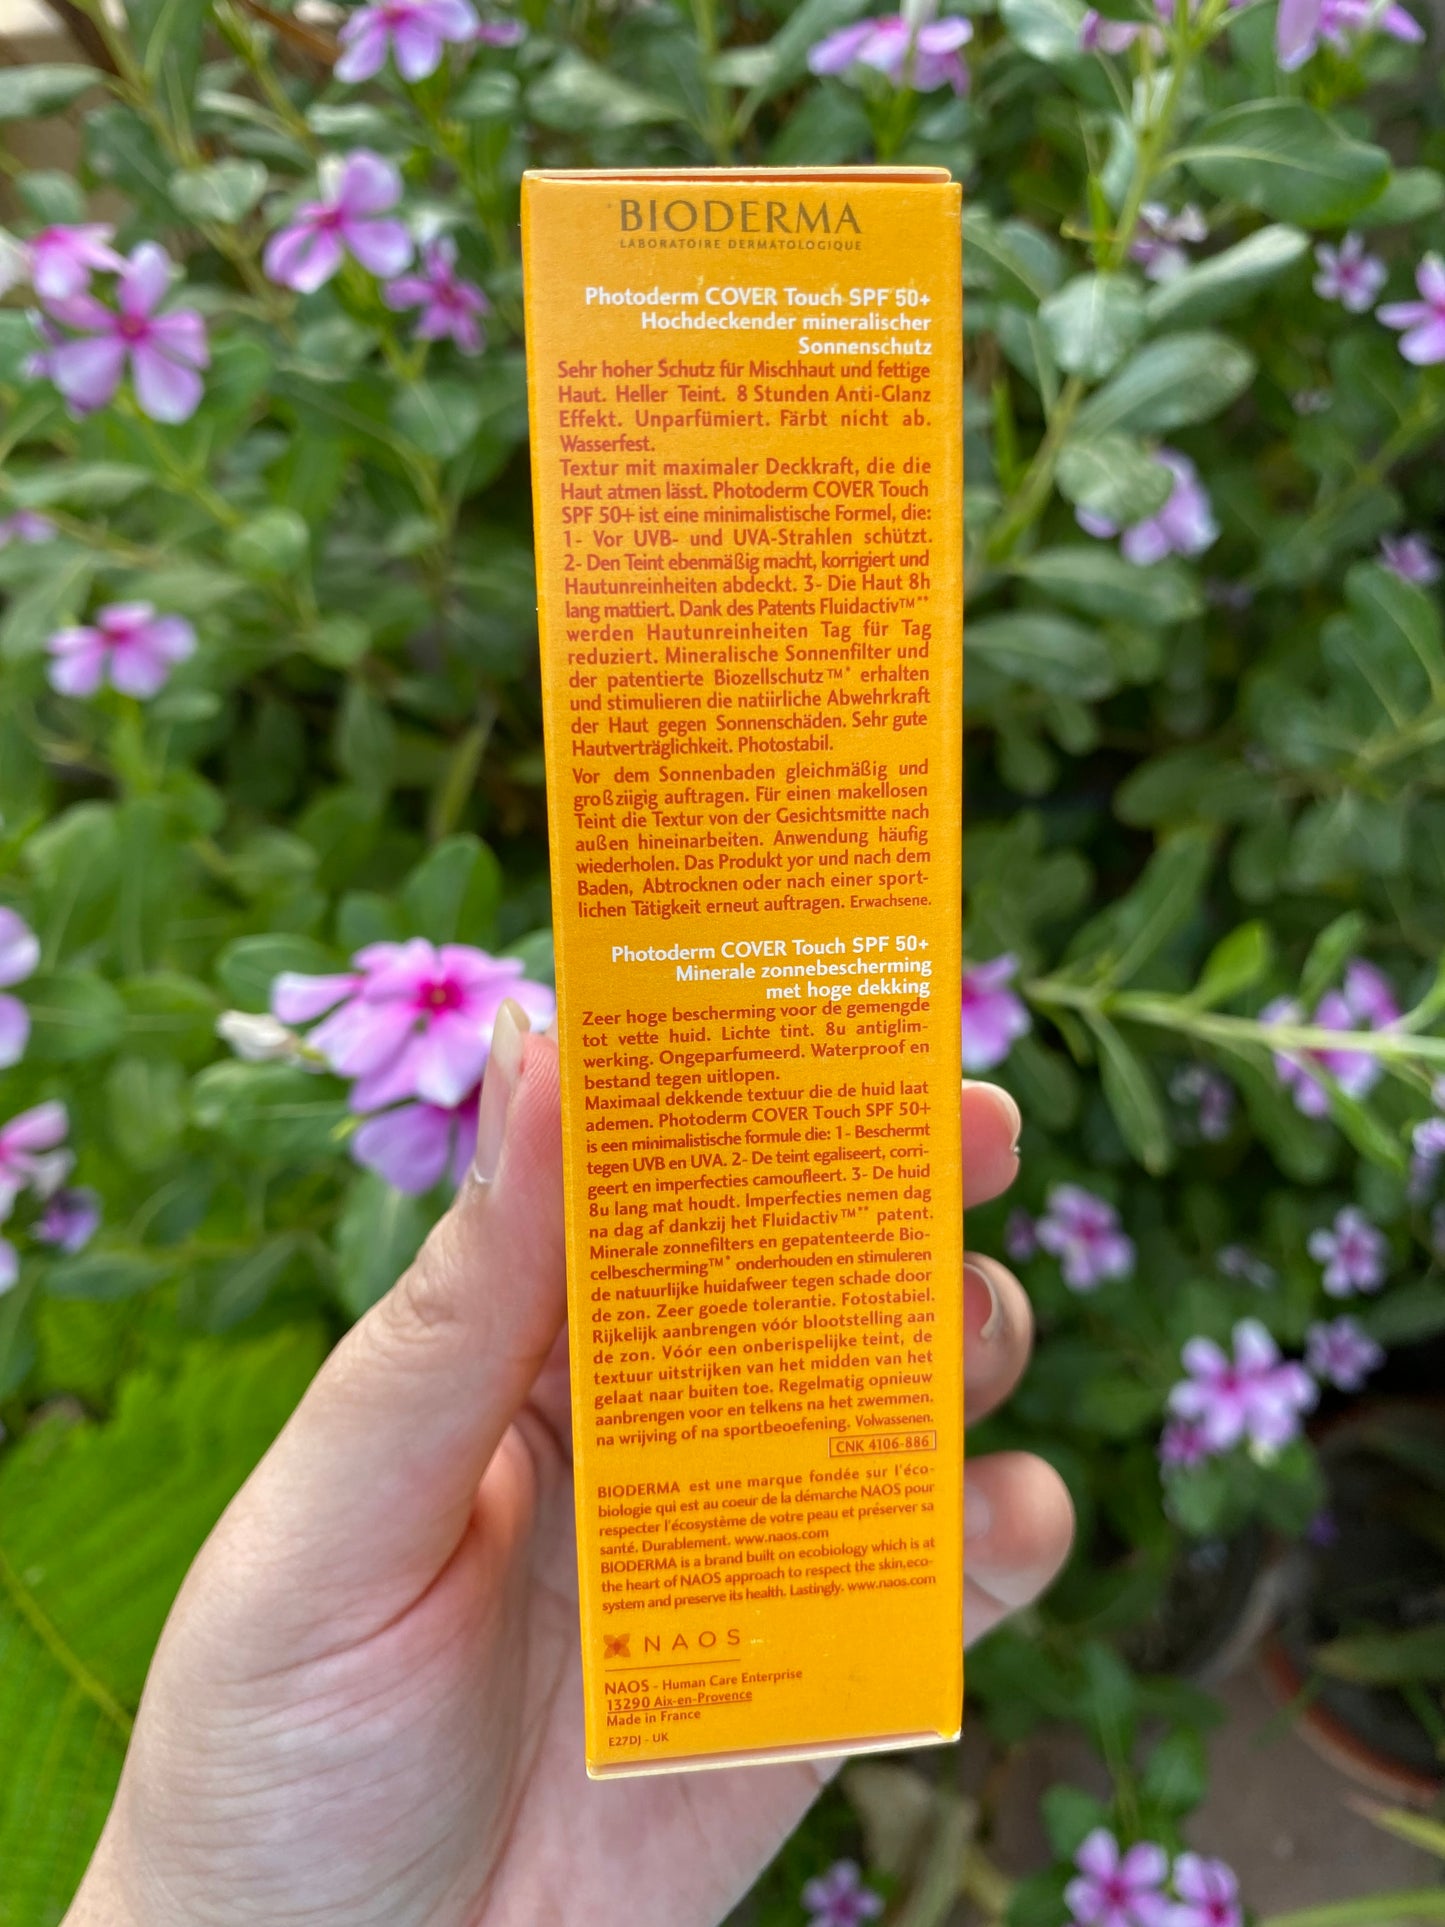 BIODERMA
LABORATOIRE DERMATOLOGIQUE
Photoderm COVER Touch SPF 50+
Hochdeckender mineralischer
Sonnenschutz
Sehr hoher Schutz für Mischhaut und fettige
Haut. Heller Teint. 8 Stunden Anti-Glanz
Effekt. Unparfümiert. Färbt nicht ab.
Wasserfest.
Textur mit maximaler Deckkraft, die die
Haut atmen lässt. Photoderm COVER Touch
SPF 50+ ist eine minimalistische Formel, die:
1- Vor UVB- und UVA-Strahlen schützt.
2- Den Teint ebenmäßig macht, korrigiert und
Hautunreinheiten abdeckt. 3- Die Haut 8h
lang mattiert. Dank des Patents Fluidactiv™**
werden Hautunreinheiten Tag für Tag
reduziert. Mineralische Sonnenfilter und
der patentierte Biozellschutz™* erhalten
und stimulieren die natiirliche Abwehrkraft
der Haut gegen Sonnenschäden. Sehr gute
Hautverträglichkeit. Photostabil.
Vor dem Sonnenbaden gleichmäßig und
großziigig auftragen. Für einen makellosen
Teint die Textur von der Gesichtsmitte nach
außen hineinarbeiten. Anwendung häufig
wiederholen. Das Produkt yor und nach dem
Baden, Abtrocknen oder nach einer sport-
lichen Tätigkeit erneut auftragen. Erwachsene.
Photoderm COVER Touch SPF 50+
Minerale zonnebescherming
met hoge dekking
Zeer hoge bescherming voor de gemengde
tot vette huid. Lichte tint. 8u antiglim-
werking. Ongeparfumeerd. Waterproof en
bestand tegen uitlopen.
Maximaal dekkende textuur die de huid laat
ademen. Photoderm COVER Touch SPF 50+
is een minimalistische formule die: 1- Beschermt
tegen UVB en UVA. 2- De teint egaliseert, corri-
geert en imperfecties camoufleert. 3- De huid
8u lang mat houdt. Imperfecties nemen dag
na dag af dankzij het Fluidactiv™** patent.
Minerale zonnefilters en gepatenteerde Bio-
celbescherming™* onderhouden en stimuleren
de natuurlijke huidafweer tegen schade door
de zon. Zeer goede tolerantie. Fotostabiel.
Rijkelijk aanbrengen vóór blootstelling aan
de zon. Vóór een onberispelijke teint, de
textuur uitstrijken van het midden van het
gelaat naar buiten toe. Regelmatig opnieuw
aanbrengen voor en telkens na het zwemmen.
na wrijving of na sportbeoefening. Volwassenen.
CNK 4106-886
BIODERMA est une marque fondée sur l'éco-
biologie qui est au coeur de la démarche NAOS pour
respecter l'écosystème de votre peau et préserver sa
santé. Durablement. www.naos.com
BIODERMA is a brand built on ecobiology which is at
the heart of NAOS approach to respect the skin,eco-
system and preserve its health. Lastingly. www.naos.com
NAOS
NAOS - Human Care Enterprise
13290 Aix-en-Provence
Made in France
E27DJ - UK